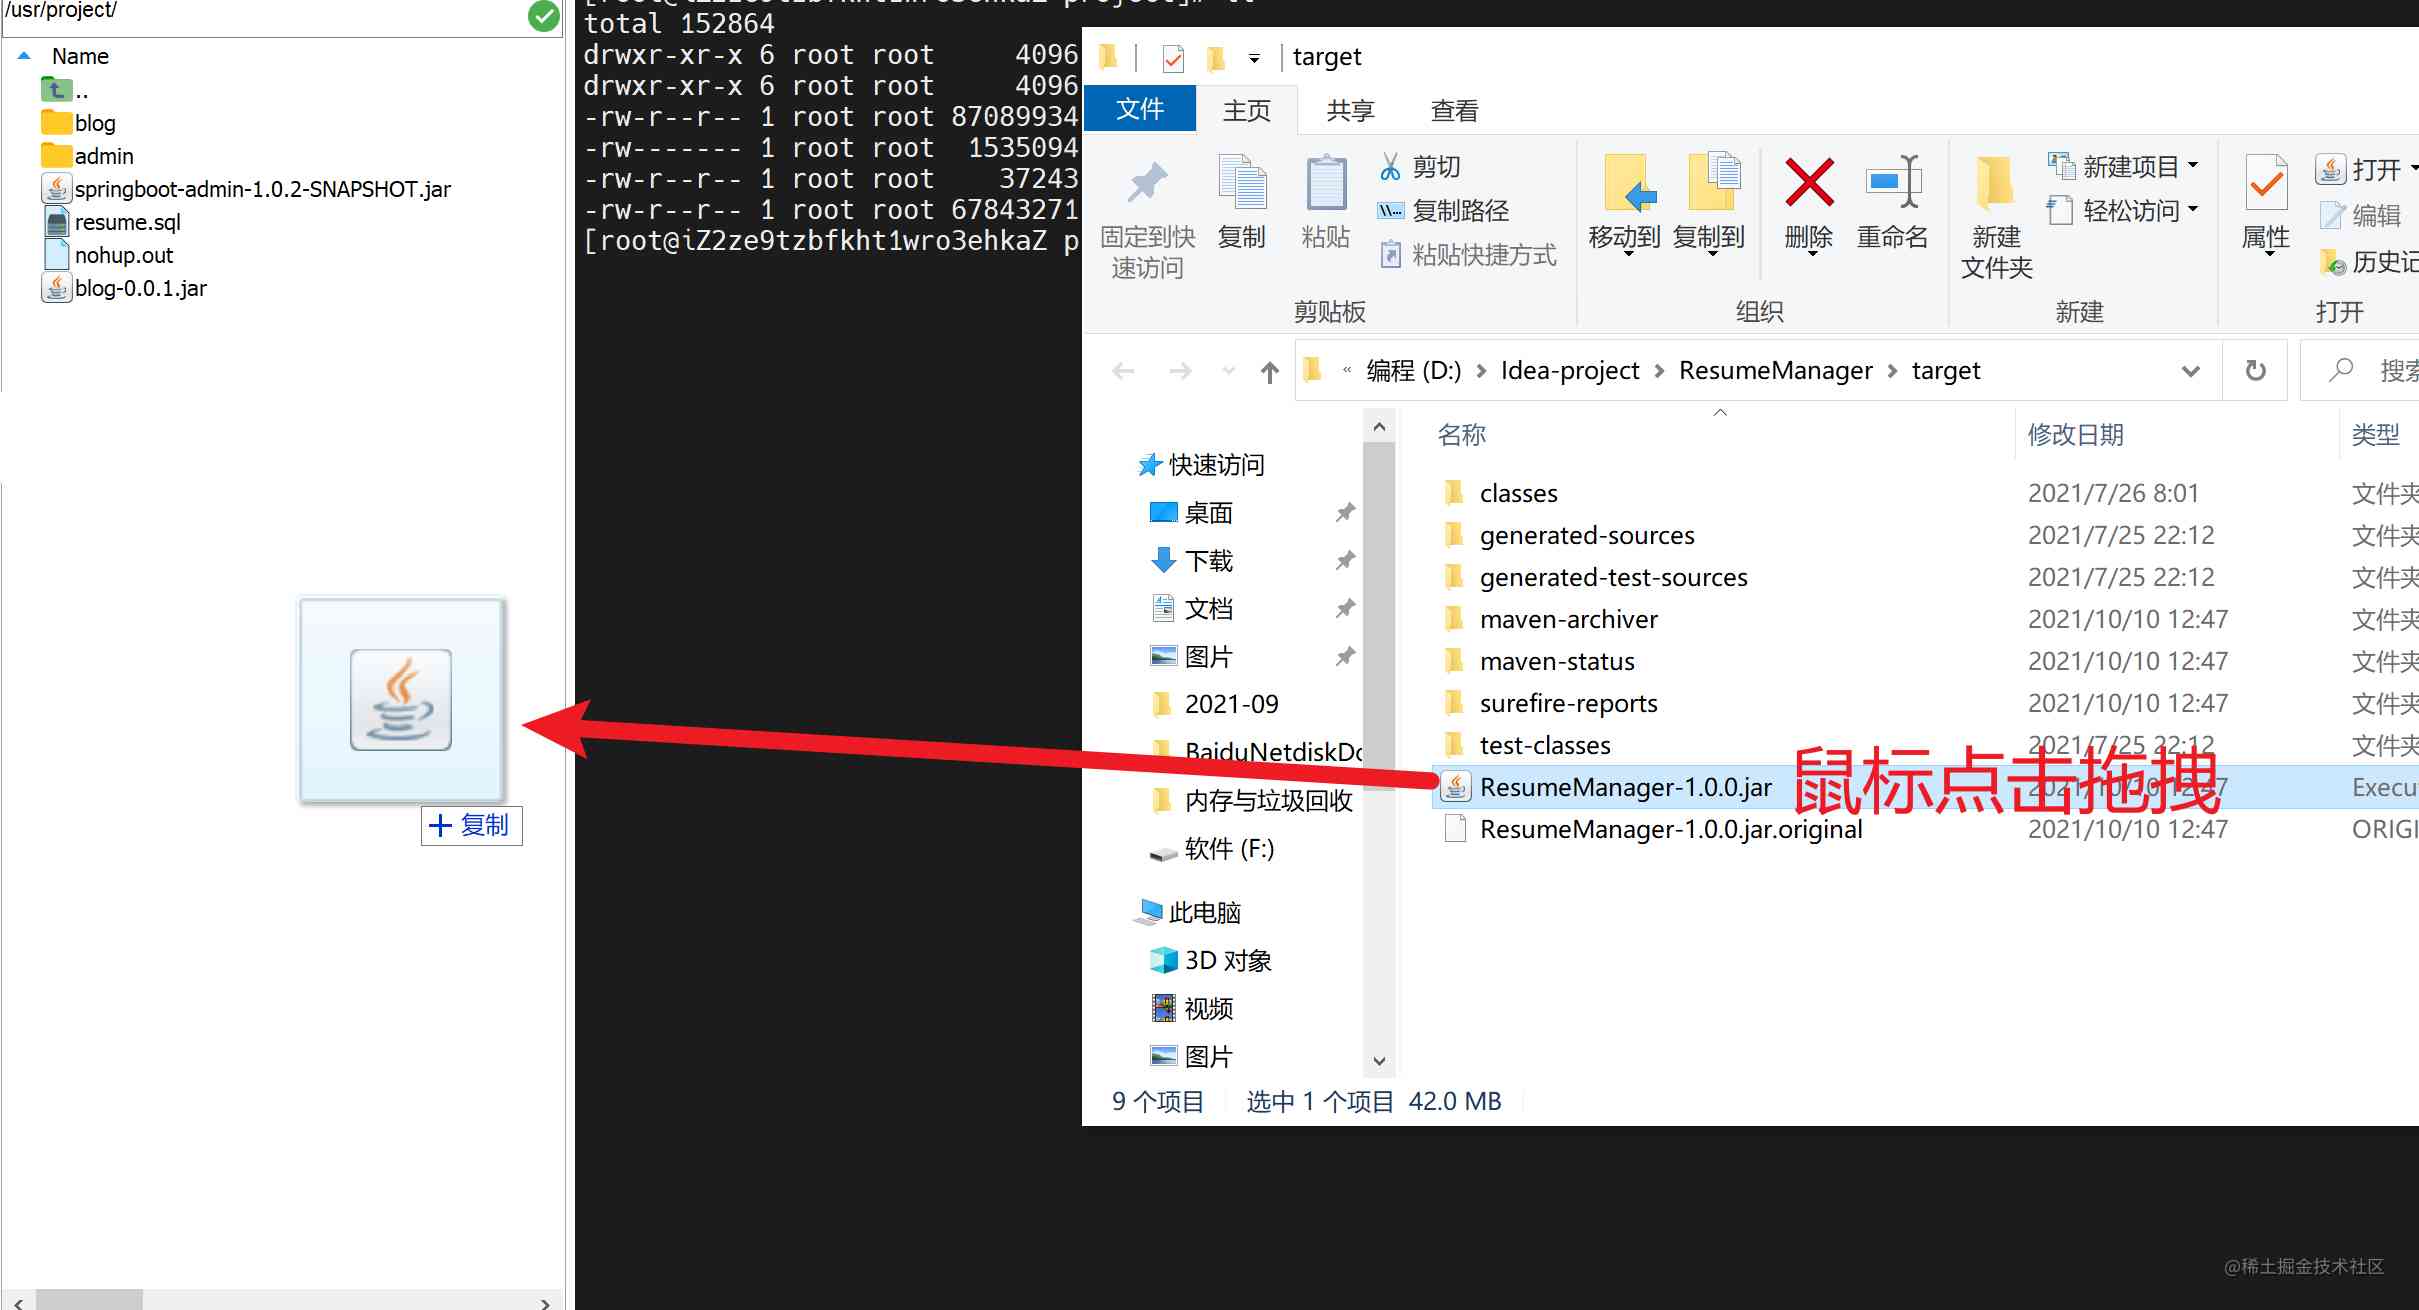 /usr/project/
Name
..
blog
admin
springboot-admin-1.0.2-SNAPSHOT.jar
resume.sql
nohup.out
blog-0.0.1.jar
复制
total 152864
drwxr-xr-x 6 root root 4096
drwxr-xr-x 6 root root 4096
-rw-r--r-- 1 root root 87089934
-rw------- 1 root root 1535094
-rw-r--r-- 1 root root 37243
-rw-r--r-- 1 root root 67843271
[root@iZ2ze9tzbfkht1wro3ehkaZ p
target
文件 主页 共享 查看
固定到快
速访问
复制
粘贴
剪切
复制路径
粘贴快捷方式
剪贴板
移动到 复制到
删除 重命名
组织
新建
文件夹
新建项目
轻松访问
新建
属性
打开
编辑
历史记
打开
« 编程 (D:) › Idea-project › ResumeManager › target
搜索
快速访问
桌面
下载
文档
图片
2021-09
BaiduNetdiskDo
内存与垃圾回收
软件 (F:)
此电脑
3D 对象
视频
图片
名称 修改日期 类型
classes 2021/7/26 8:01 文件夹
generated-sources 2021/7/25 22:12 文件夹
generated-test-sources 2021/7/25 22:12 文件夹
maven-archiver 2021/10/10 12:47 文件夹
maven-status 2021/10/10 12:47 文件夹
surefire-reports 2021/10/10 12:47 文件夹
test-classes 2021/7/25 22:12 文件夹
ResumeManager-1.0.0.jar 2021/10/10 12:47 Execu
鼠标点击拖拽
ResumeManager-1.0.0.jar.original 2021/10/10 12:47 ORIGI
9 个项目 选中 1 个项目 42.0 MB
@稀土掘金技术社区